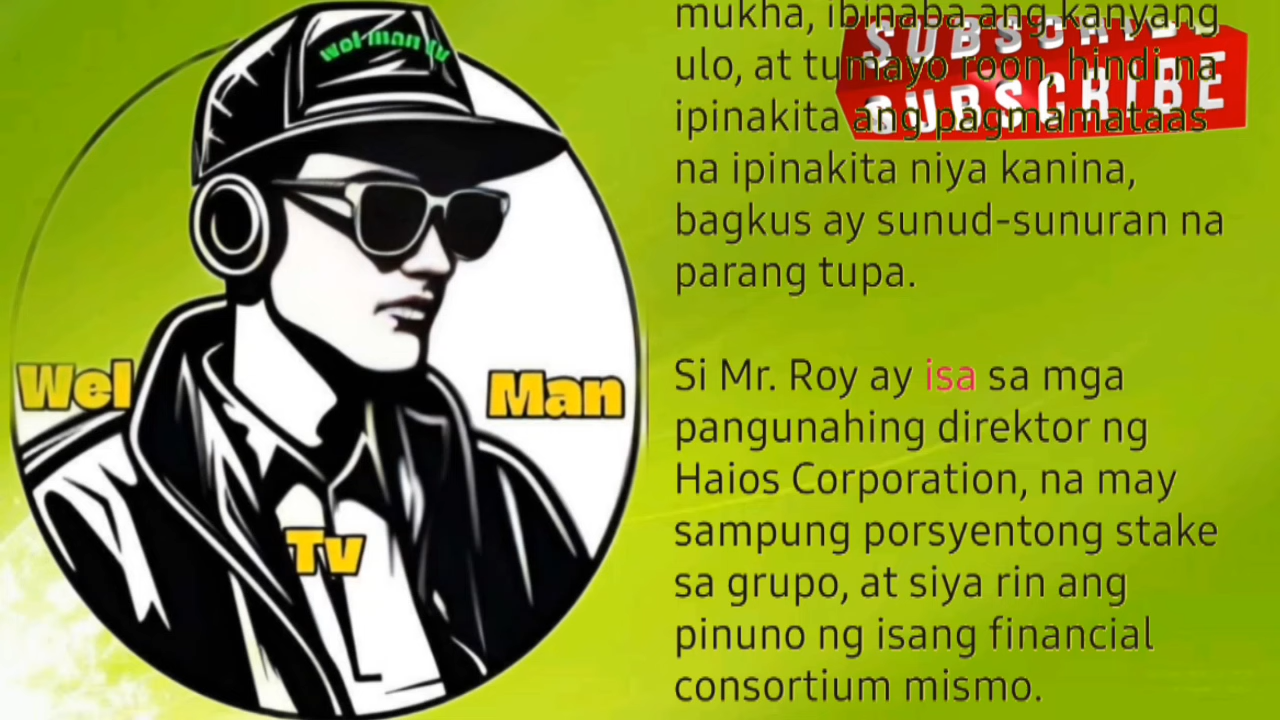 wel man tv
Wel
Man
Tv
mukha, ibinaba ang kanyang
ulo, at tumayo roon, hindi na
ipinakita ang pagmamataas
na ipinakita niya kanina,
bagkus ay sunud-sunuran na
parang tupa.
Si Mr. Roy ay isa sa mga
pangunahing direktor ng
Haios Corporation, na may
sampung porsyentong stake
sa grupo, at siya rin ang
pinuno ng isang financial
consortium mismo.
SUBSCRIBE
SUBSCRIBE